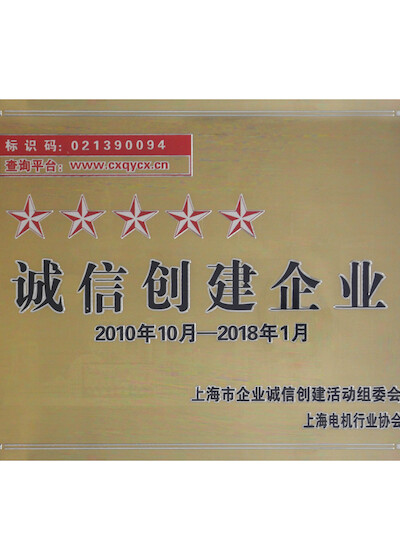 标识码: 021390094
查询平台: www.cxqycx.cn
诚信创建企业
2010年10月—2018年1月
上海市企业诚信创建活动组委会
上海电机行业协会